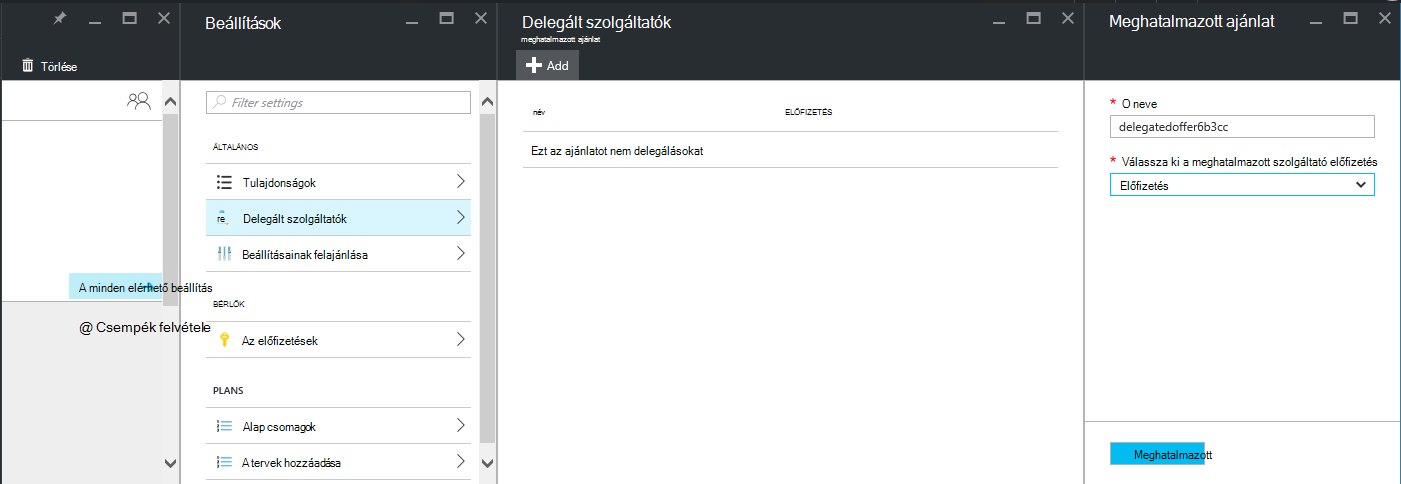 Törlése
A minden elérhető beállítás
@ Csempék felvétele
Beállítások
Filter settings
ÁLTALÁNOS
Tulajdonságok
re
Delegált szolgáltatók
Beállításainak felajánlása
BÉRLŐK
Az előfizetések
PLANS
Alap csomagok
A tervek hozzáadása
Delegált szolgáltatók
meghatalmazott ajánlat
Add
név ELŐFIZETÉS
Ezt az ajánlatot nem delegálásokat
Meghatalmazott ajánlat
* O neve
delegatedoffer6b3cc
* Válassza ki a meghatalmazott szolgáltató előfizetés
Előfizetés
Meghatalmazott